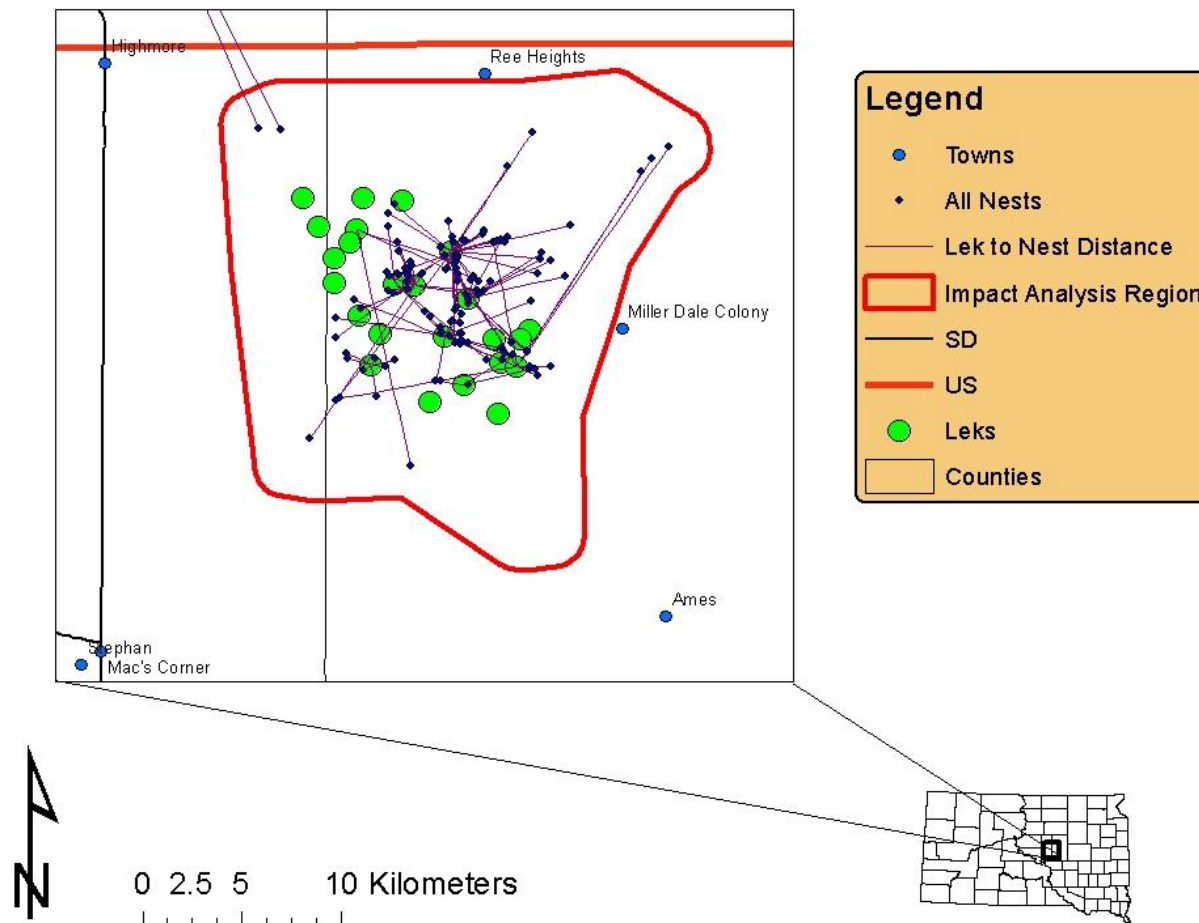 Highmore
Ree Heights
Miller Dale Colony
Ames
Stephan
Mac's Corner
Legend
Towns
All Nests
Lek to Nest Distance
Impact Analysis Region
SD
US
Leks
Counties
N
0 2.5 5 10 Kilometers